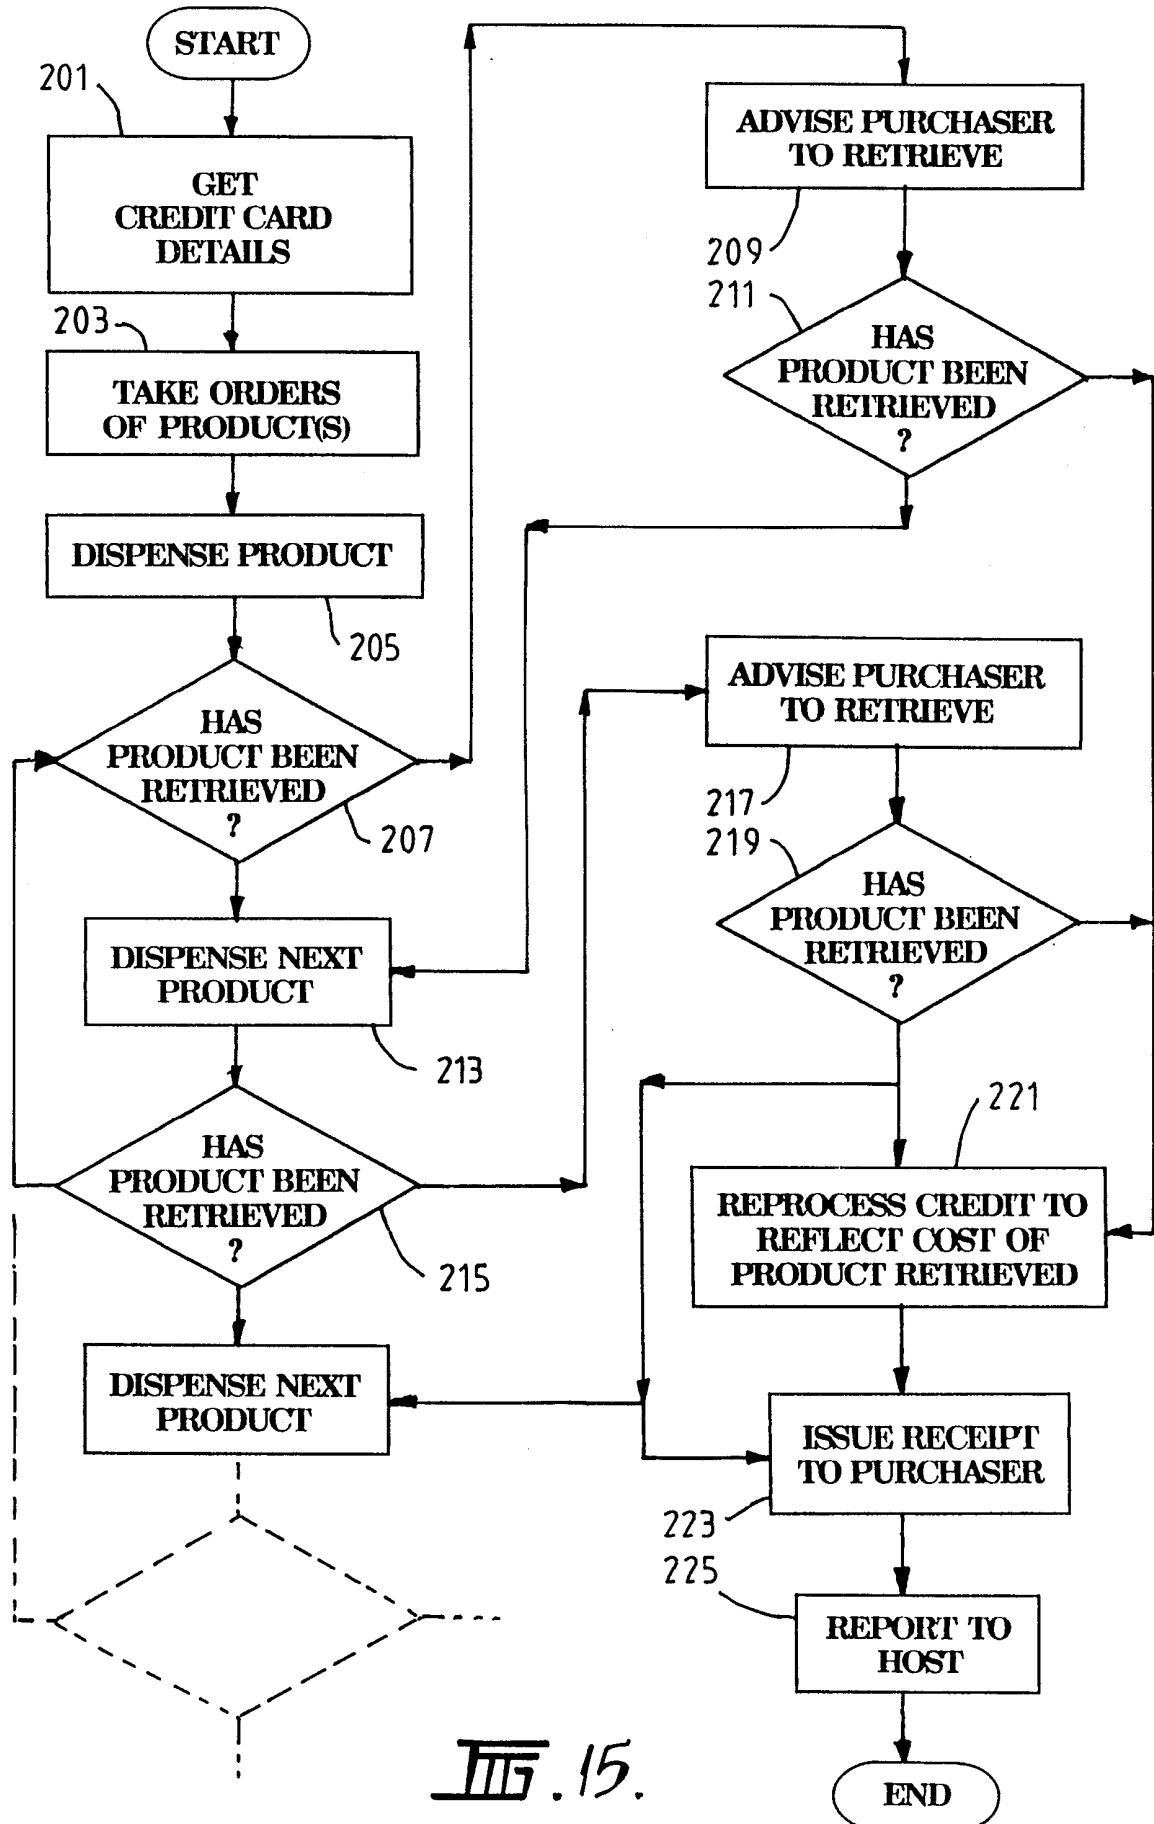 START
201
GET
CREDIT CARD
DETAILS
203
TAKE ORDERS
OF PRODUCT(S)
DISPENSE PRODUCT
205
HAS
PRODUCT BEEN
RETRIEVED
?
207
DISPENSE NEXT
PRODUCT
213
HAS
PRODUCT BEEN
RETRIEVED
?
215
DISPENSE NEXT
PRODUCT
ADVISE PURCHASER
TO RETRIEVE
209
211
HAS
PRODUCT BEEN
RETRIEVED
?
ADVISE PURCHASER
TO RETRIEVE
217
219
HAS
PRODUCT BEEN
RETRIEVED
?
221
REPROCESS CREDIT TO
REFLECT COST OF
PRODUCT RETRIEVED
ISSUE RECEIPT
TO PURCHASER
223
225
REPORT TO
HOST
END
FIG. 15.